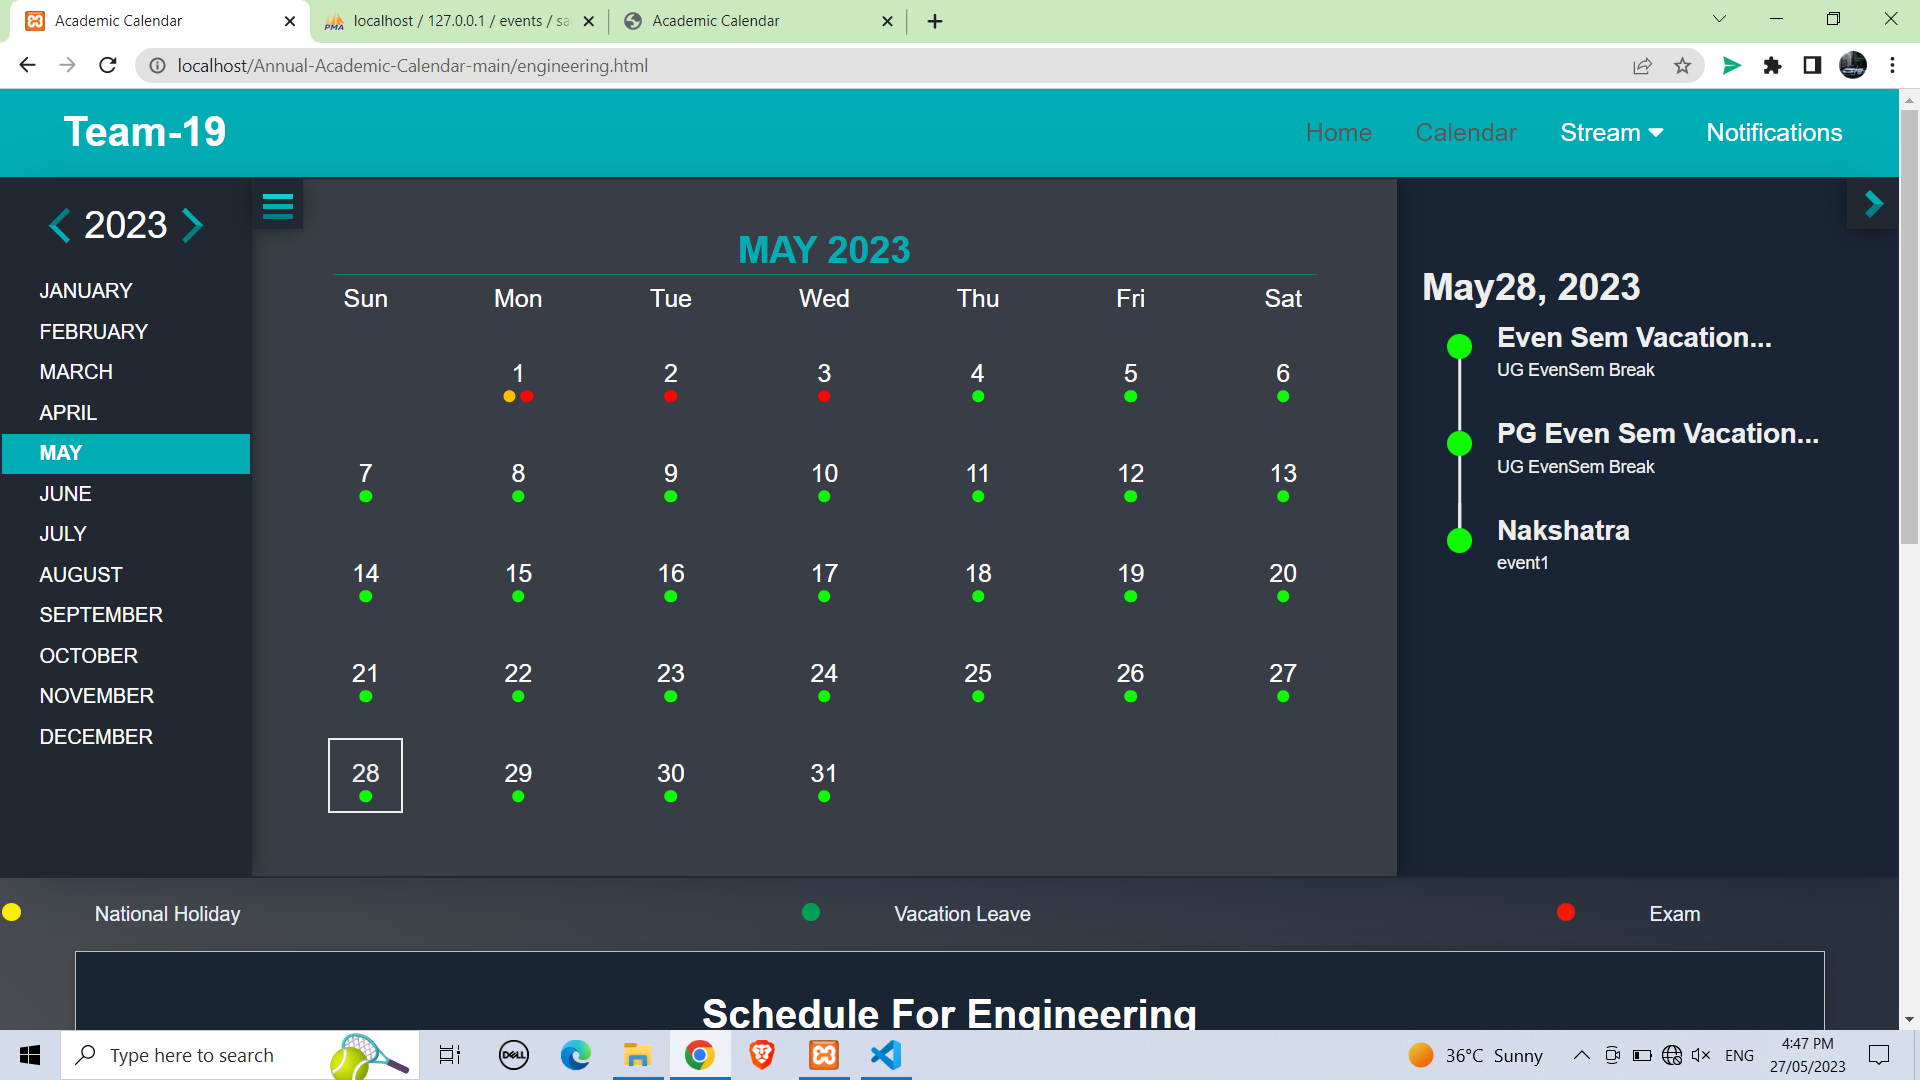 Academic Calendar
localhost / 127.0.0.1 / events / sa
Academic Calendar
localhost/Annual-Academic-Calendar-main/engineering.html
Team-19
Home
Calendar
Stream
Notifications
2023
JANUARY
FEBRUARY
MARCH
APRIL
MAY
JUNE
JULY
AUGUST
SEPTEMBER
OCTOBER
NOVEMBER
DECEMBER
MAY 2023
Sun Mon Tue Wed Thu Fri Sat
1 2 3 4 5 6
7 8 9 10 11 12 13
14 15 16 17 18 19 20
21 22 23 24 25 26 27
28 29 30 31
May28, 2023
Even Sem Vacation...
UG EvenSem Break
PG Even Sem Vacation...
UG EvenSem Break
Nakshatra
event1
National Holiday
Vacation Leave
Exam
Schedule For Engineering
Type here to search
DELL
36°C Sunny
ENG
4:47 PM
27/05/2023